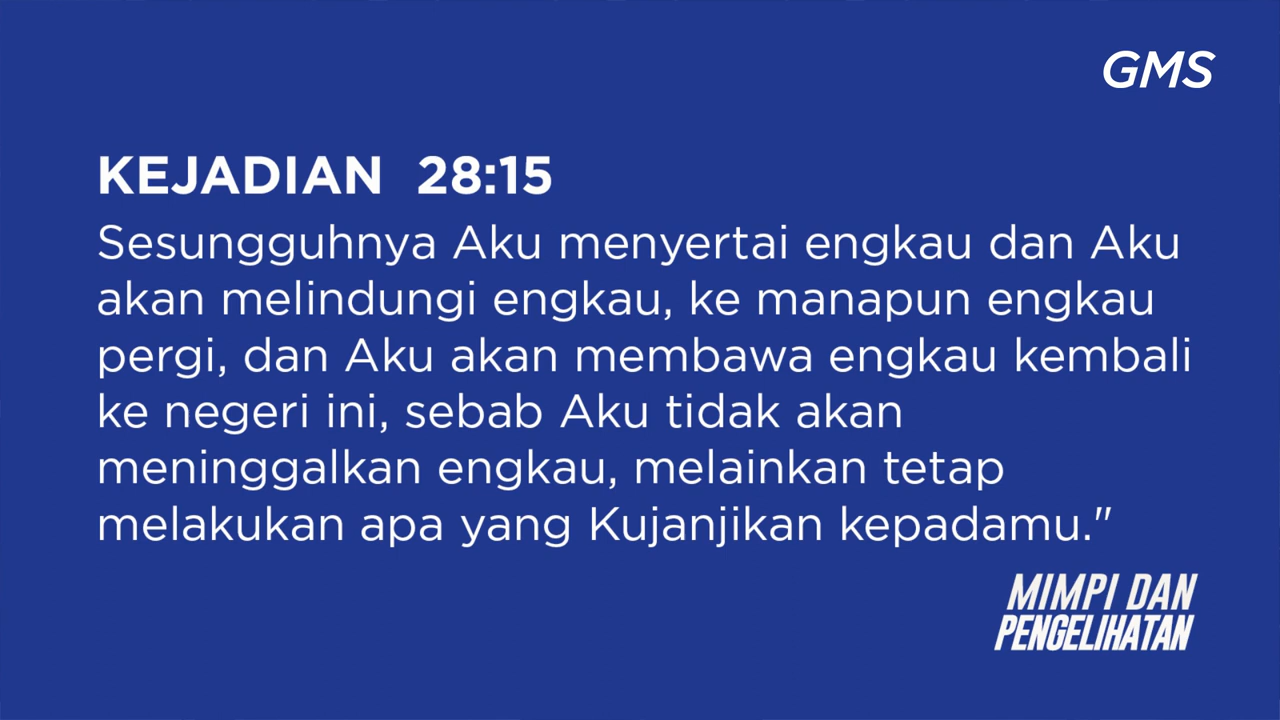 GMS
KEJADIAN 28:15
Sesungguhnya Aku menyertai engkau dan Aku
akan melindungi engkau, ke manapun engkau
pergi, dan Aku akan membawa engkau kembali
ke negeri ini, sebab Aku tidak akan
meninggalkan engkau, melainkan tetap
melakukan apa yang Kujanjikan kepadamu."
MIMPI DAN
PENGELIHATAN